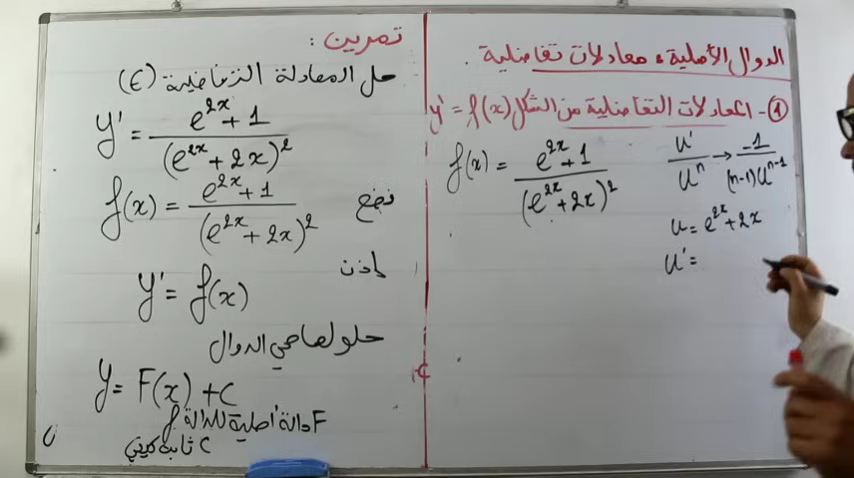 الدوال الأصلية، معادلات تفاضلية.
①- المعادلات التفاضلية من الشكل y' = f(x)
f(x) = (e^{2x}+1)/(e^{2x}+2x)^2
u'/u^n → -1/((n-1)u^{n-1})
u = e^{2x}+2x
u' =
تمرين :
حل المعادلة التفاضلية (E)
y' = (e^{2x}+1)/(e^{2x}+2x)^2
نضع f(x) = (e^{2x}+1)/(e^{2x}+2x)^2
إذن
y' = f(x)
حلولها هي الدوال
y = F(x) + c
F دالة أصلية للدالة f
c ثابت كيفي